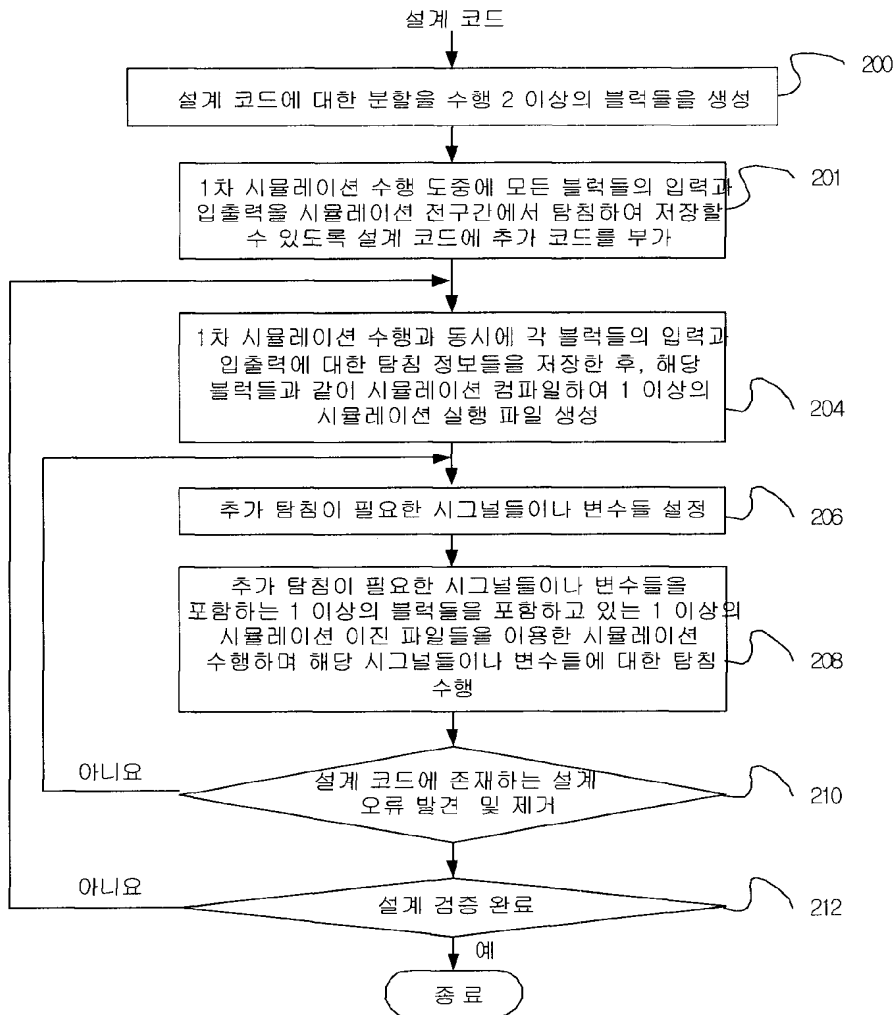 설계 코드
설계 코드에 대한 분할을 수행 2 이상의 블럭들을 생성
200
1차 시뮬레이션 수행 도중에 모든 블럭들의 입력과
입출력을 시뮬레이션 전구간에서 탐침하여 저장할
수 있도록 설계 코드에 추가 코드를 부가
201
1차 시뮬레이션 수행과 동시에 각 블럭들의 입력과
입출력에 대한 탐침 정보들을 저장한 후, 해당
블럭들과 같이 시뮬레이션 컴파일하여 1 이상의
시뮬레이션 실행 파일 생성
204
추가 탐침이 필요한 시그널들이나 변수들 설정
206
추가 탐침이 필요한 시그널들이나 변수들을
포함하는 1 이상의 블럭들을 포함하고 있는 1 이상의
시뮬레이션 이진 파일들을 이용한 시뮬레이션
수행하며 해당 시그널들이나 변수들에 대한 탐침
수행
208
아니요
설계 코드에 존재하는 설계
오류 발견 및 제거
210
아니요
설계 검증 완료
212
예
종료